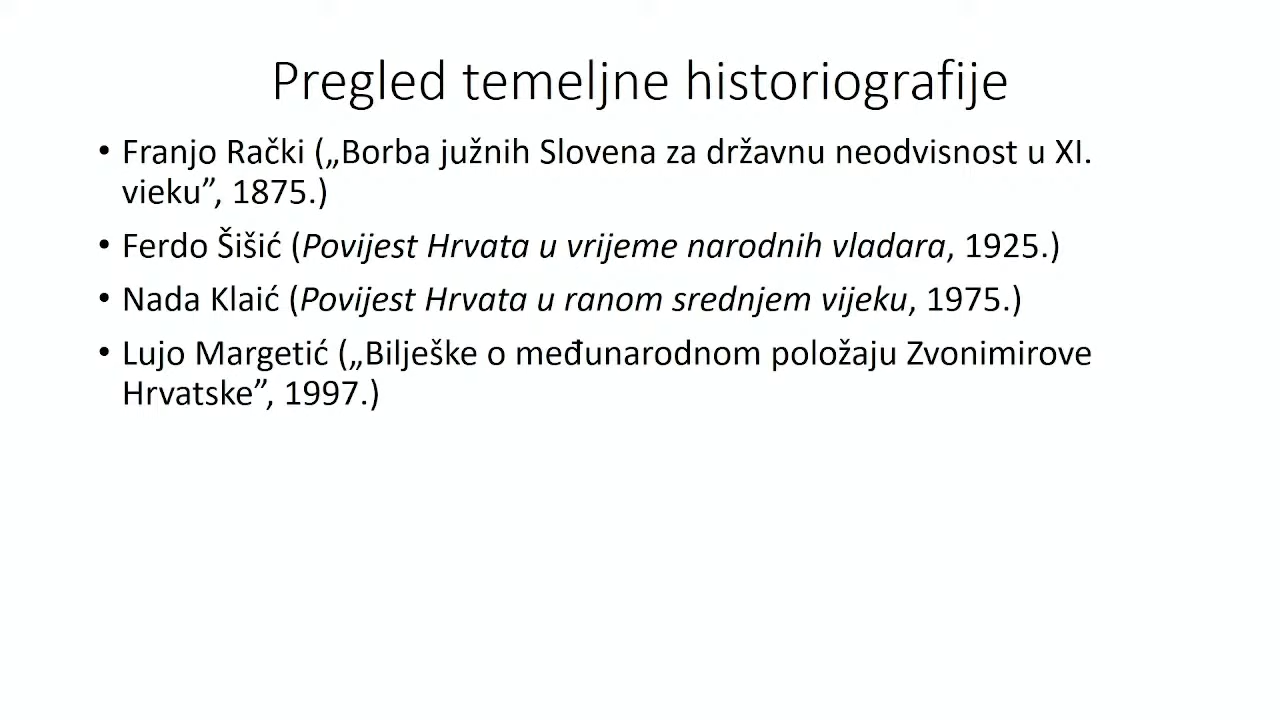 Pregled temeljne historiografije
• Franjo Rački („Borba južnih Slovena za državnu neodvisnost u XI.
vieku”, 1875.)
• Ferdo Šišić (Povijest Hrvata u vrijeme narodnih vladara, 1925.)
• Nada Klaić (Povijest Hrvata u ranom srednjem vijeku, 1975.)
• Lujo Margetić („Bilješke o međunarodnom položaju Zvonimirove
Hrvatske”, 1997.)